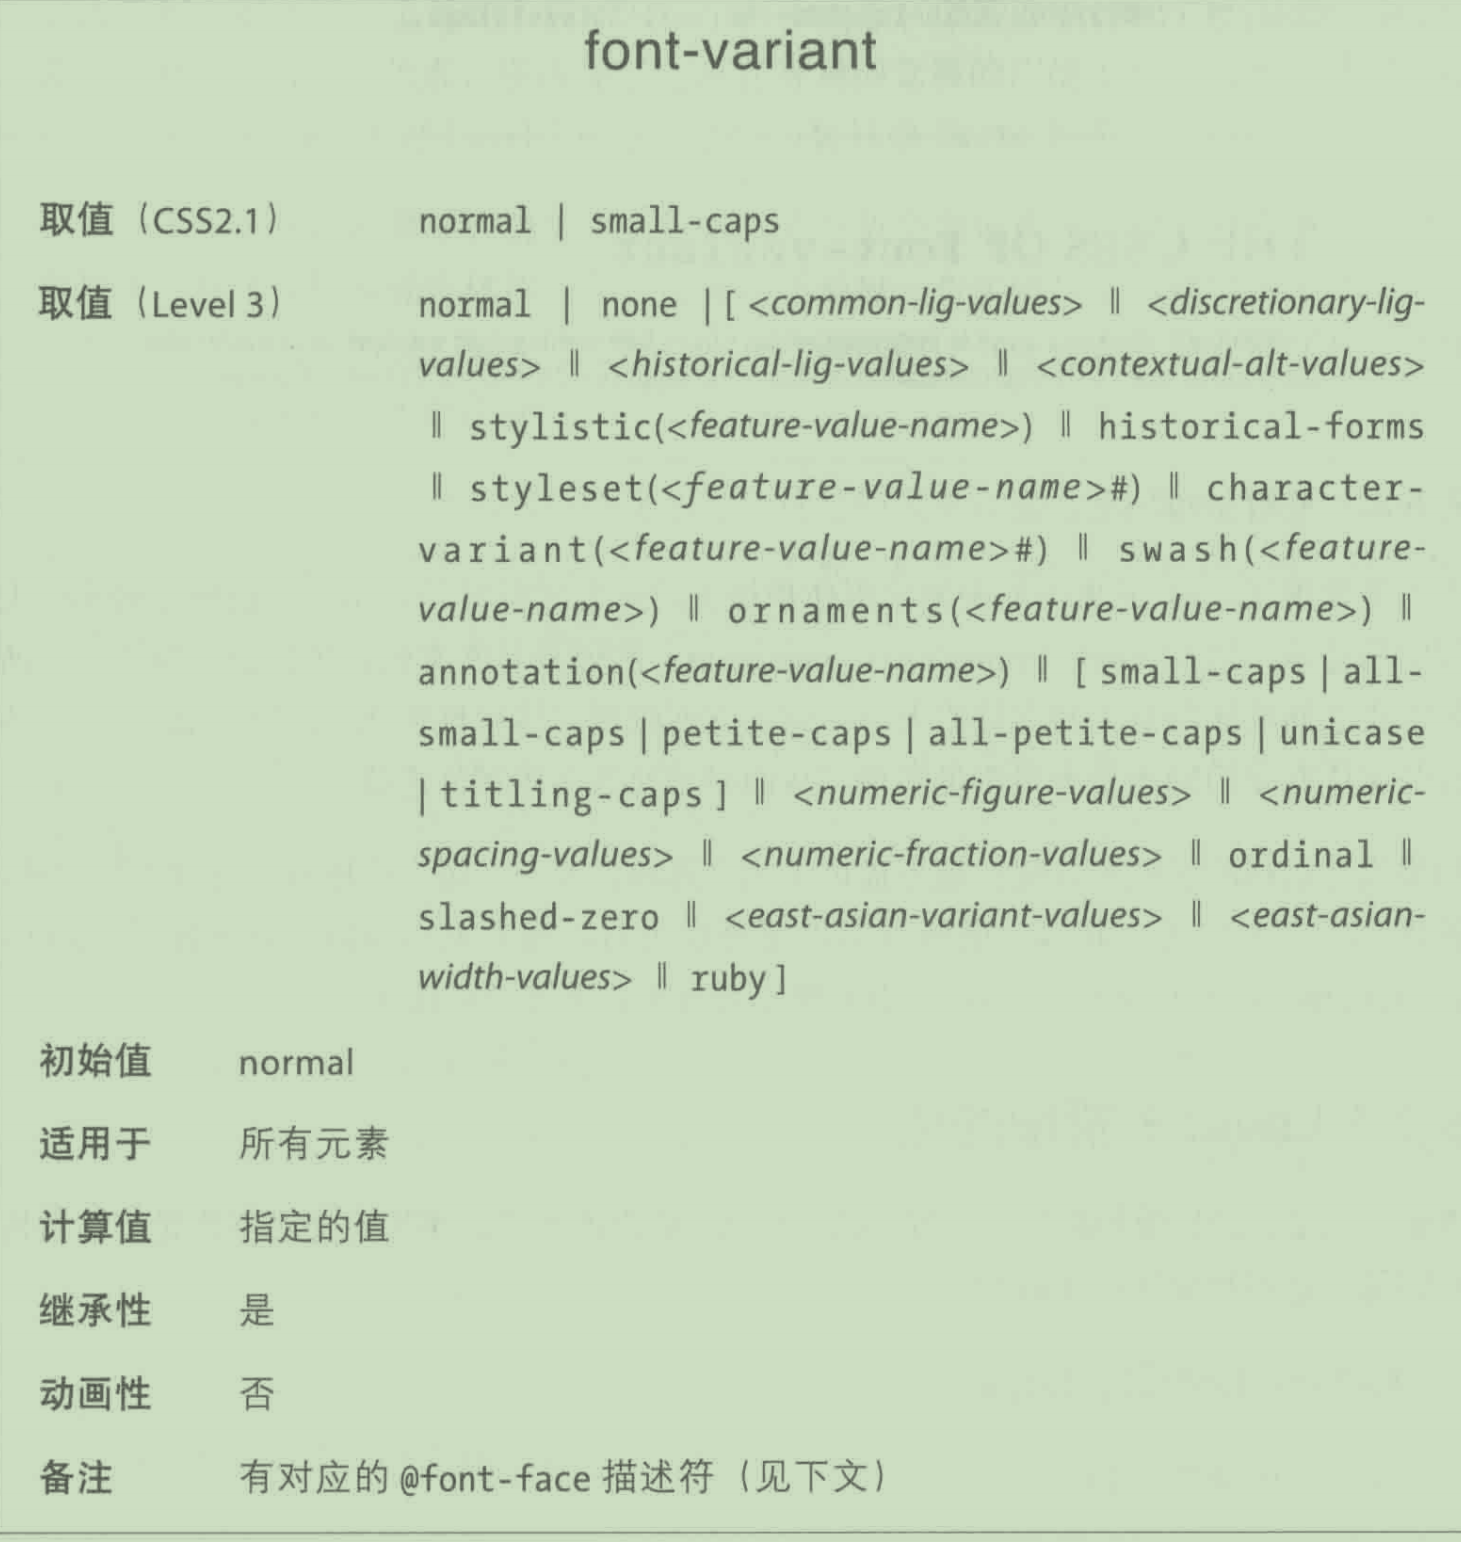 font-variant
取值（CSS2.1） normal | small-caps
取值（Level 3） normal | none | [ <common-lig-values> ‖ <discretionary-lig-
values> ‖ <historical-lig-values> ‖ <contextual-alt-values>
‖ stylistic(<feature-value-name>) ‖ historical-forms
‖ styleset(<feature-value-name>#) ‖ character-
variant(<feature-value-name>#) ‖ swash(<feature-
value-name>) ‖ ornaments(<feature-value-name>) ‖
annotation(<feature-value-name>) ‖ [ small-caps | all-
small-caps | petite-caps | all-petite-caps | unicase
| titling-caps ] ‖ <numeric-figure-values> ‖ <numeric-
spacing-values> ‖ <numeric-fraction-values> ‖ ordinal ‖
slashed-zero ‖ <east-asian-variant-values> ‖ <east-asian-
width-values> ‖ ruby ]
初始值 normal
适用于 所有元素
计算值 指定的值
继承性 是
动画性 否
备注 有对应的 @font-face 描述符（见下文）